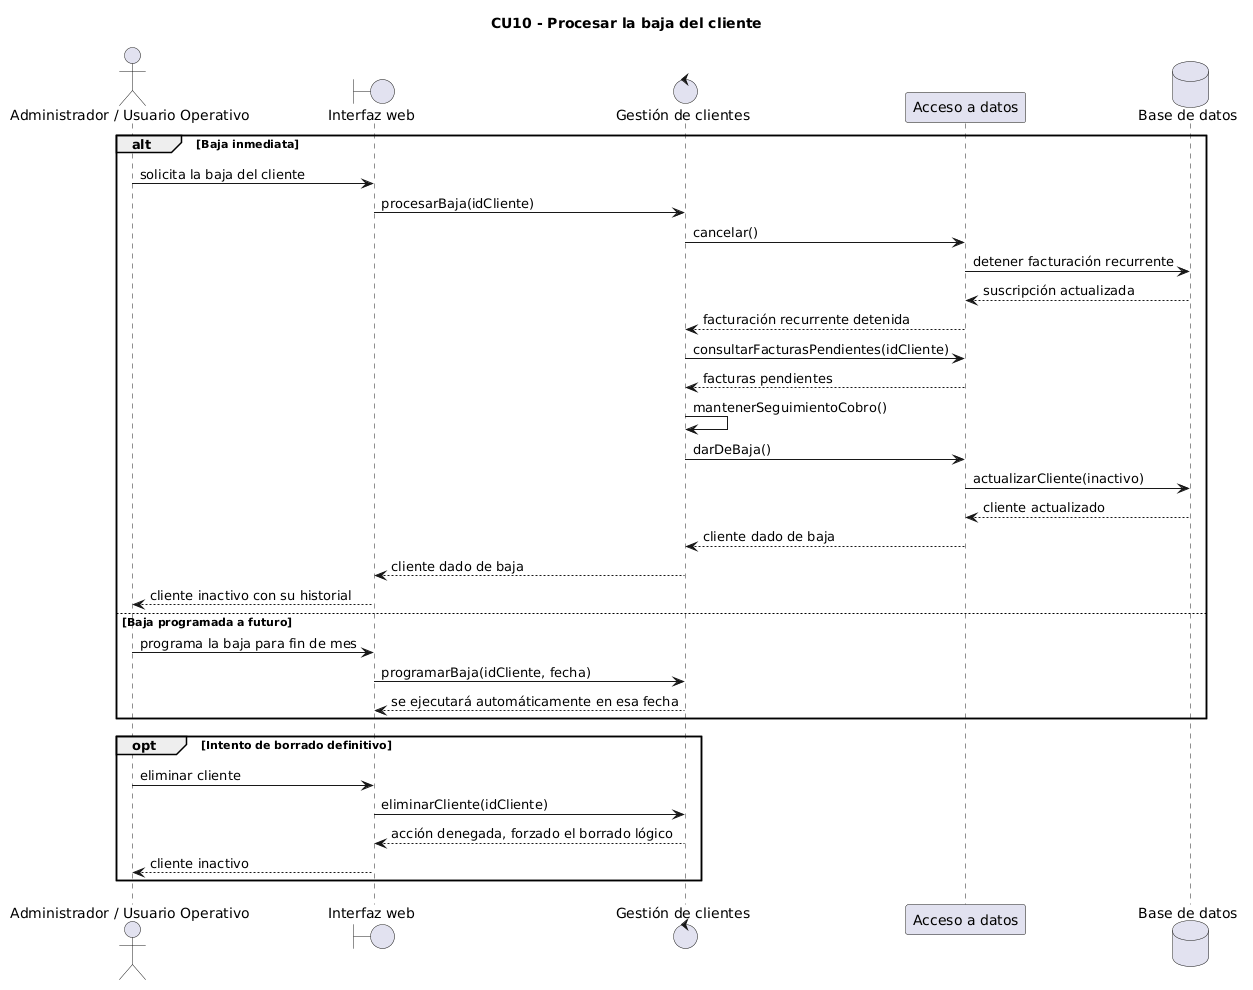 CU10 - Procesar la baja del cliente
Administrador / Usuario Operativo
Interfaz web
Gestión de clientes
Acceso a datos
Base de datos
alt
[Baja inmediata]
solicita la baja del cliente
procesarBaja(idCliente)
cancelar()
detener facturación recurrente
suscripción actualizada
facturación recurrente detenida
consultarFacturasPendientes(idCliente)
facturas pendientes
mantenerSeguimientoCobro()
darDeBaja()
actualizarCliente(inactivo)
cliente actualizado
cliente dado de baja
cliente dado de baja
cliente inactivo con su historial
[Baja programada a futuro]
programa la baja para fin de mes
programarBaja(idCliente, fecha)
se ejecutará automáticamente en esa fecha
opt
[Intento de borrado definitivo]
eliminar cliente
eliminarCliente(idCliente)
acción denegada, forzado el borrado lógico
cliente inactivo
Administrador / Usuario Operativo
Interfaz web
Gestión de clientes
Acceso a datos
Base de datos